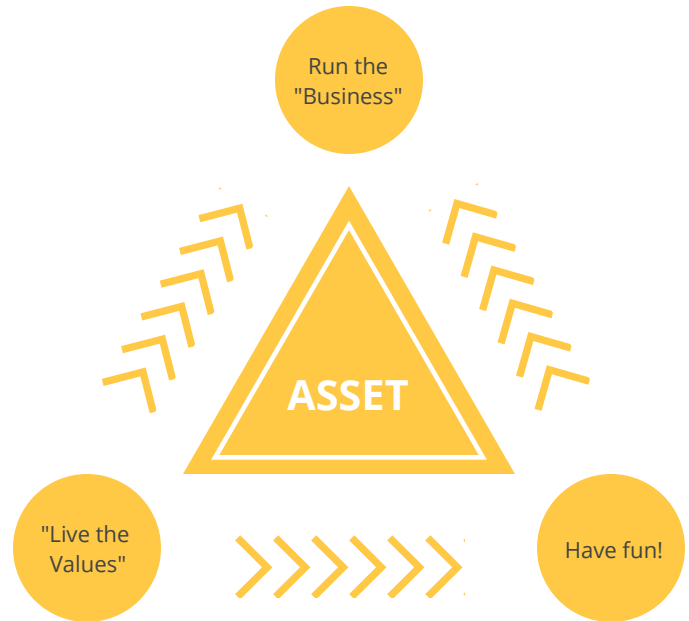 Run the
"Business"
ASSET
"Live the
Values"
Have fun!